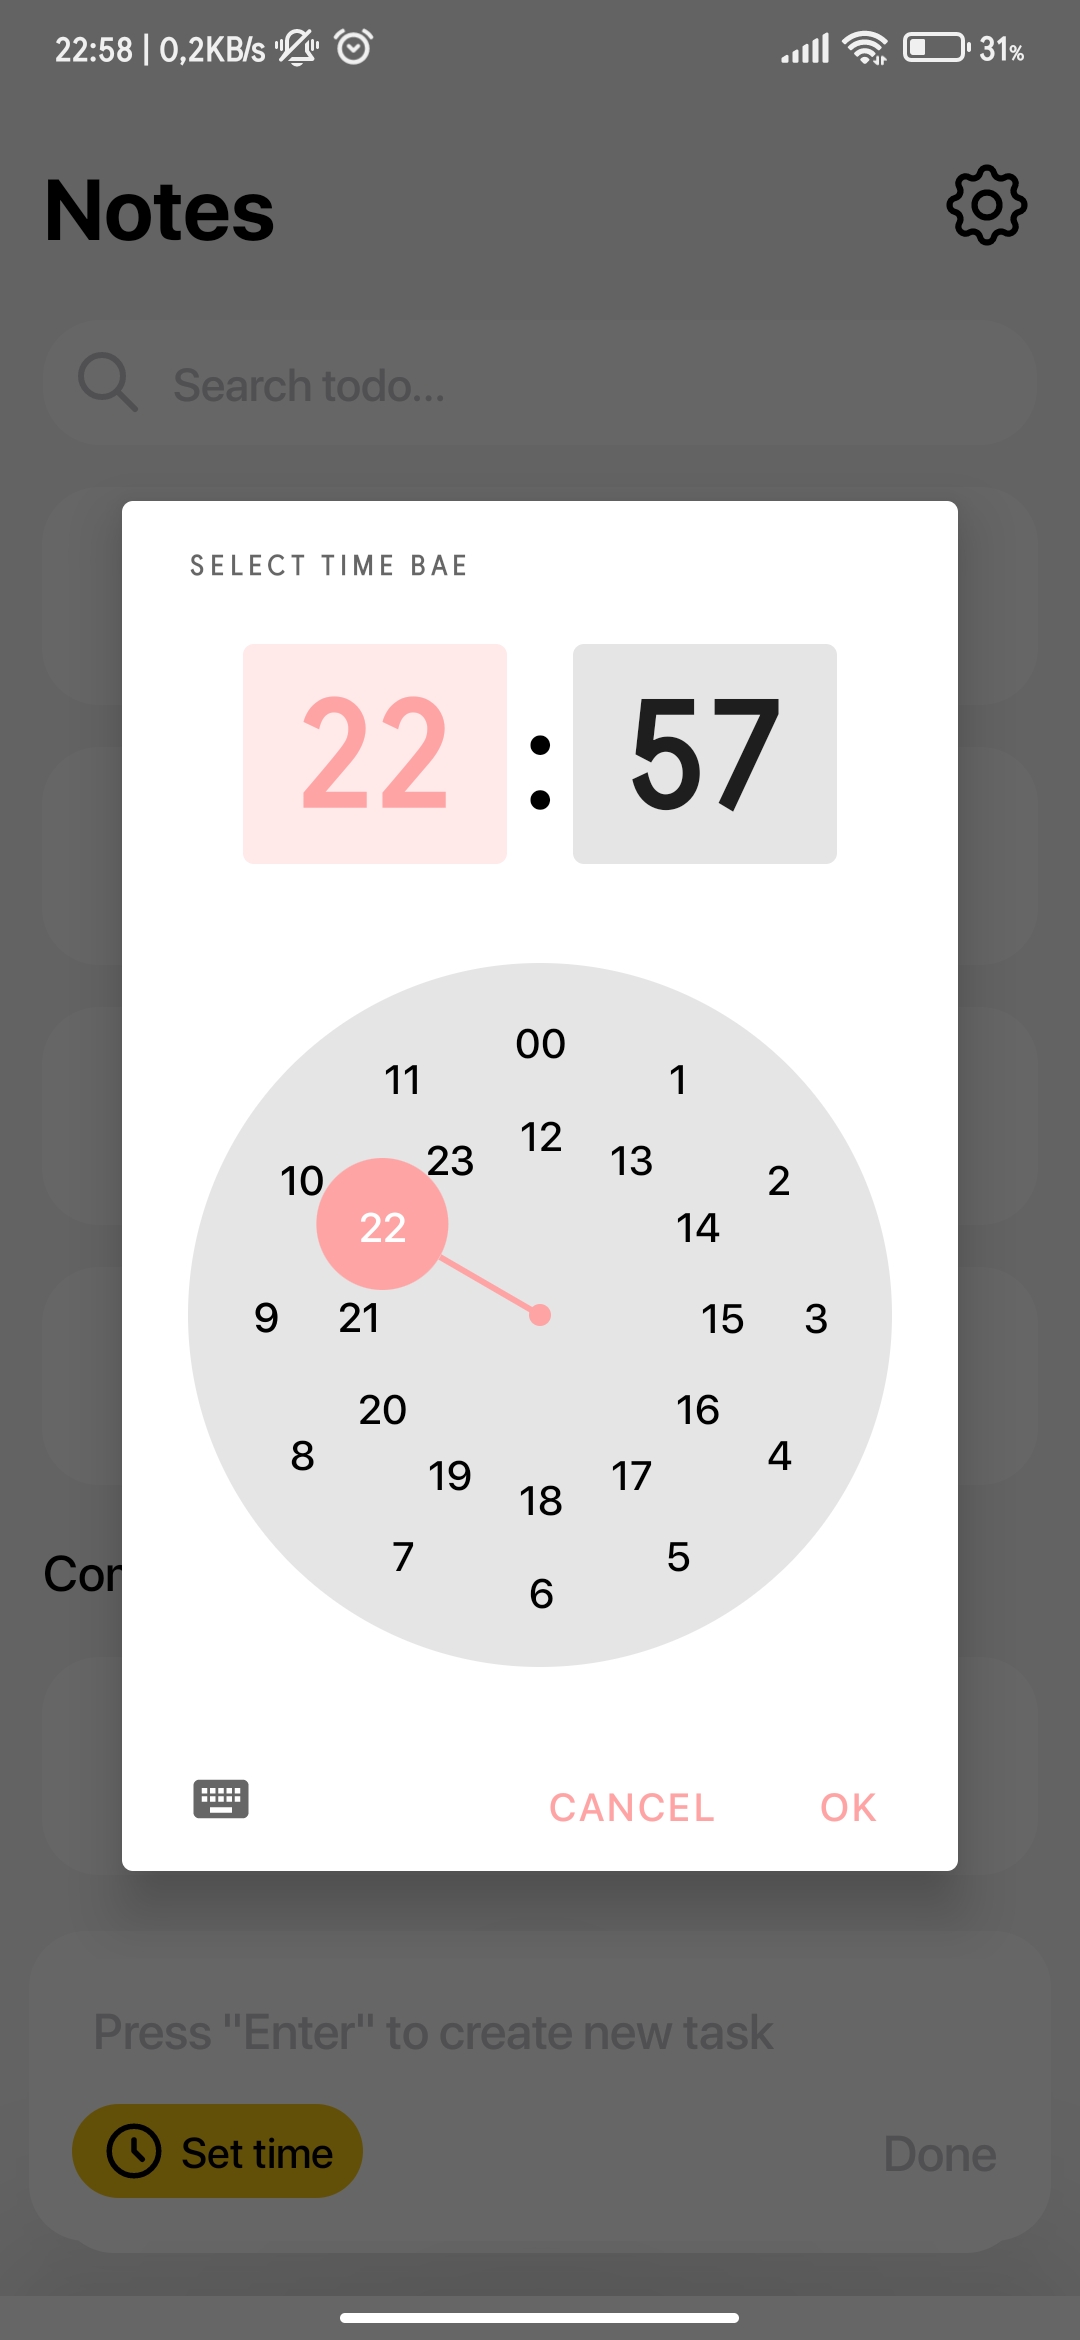 22:58 | 0,2KB/s 31%
Notes
Search todo...
SELECT TIME BAE
22 : 57
00
11 1
12
23 13
10 2
22 14
9 21 15 3
20 16
8 4
19 17
18
7 5
6
Con
CANCEL OK
Press "Enter" to create new task
Set time Done